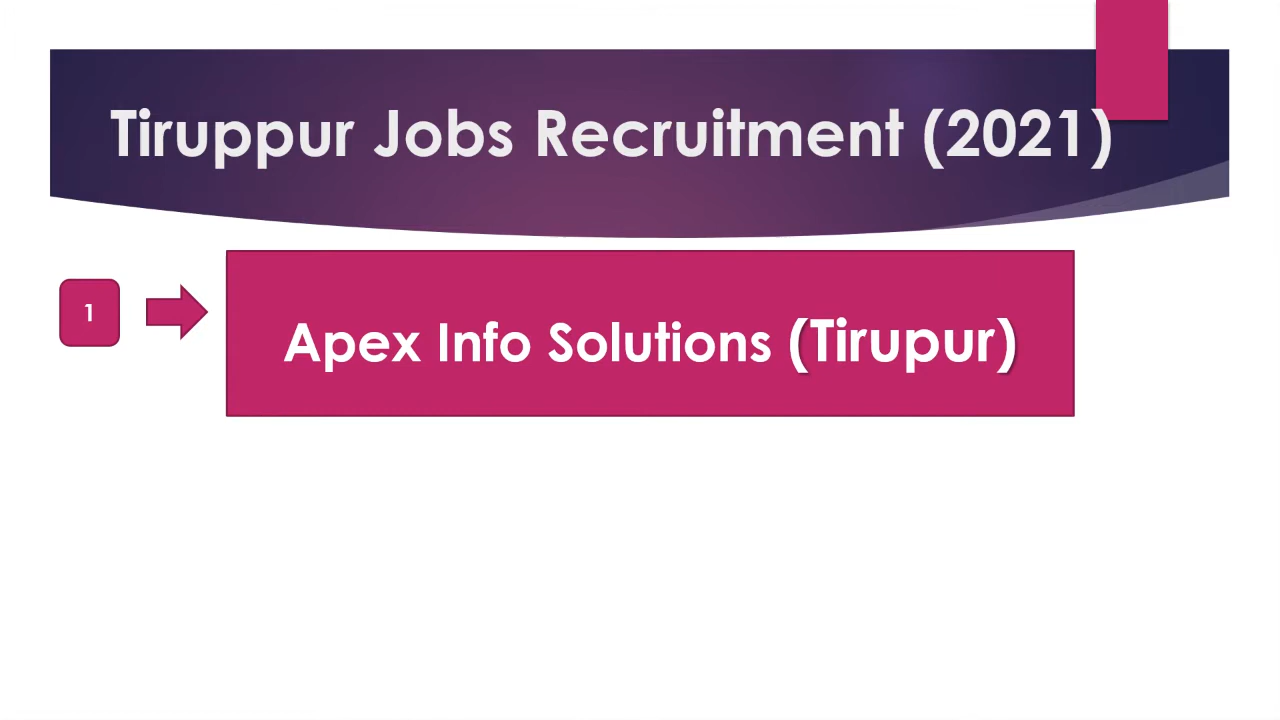 Tiruppur Jobs Recruitment (2021)
1
Apex Info Solutions (Tirupur)